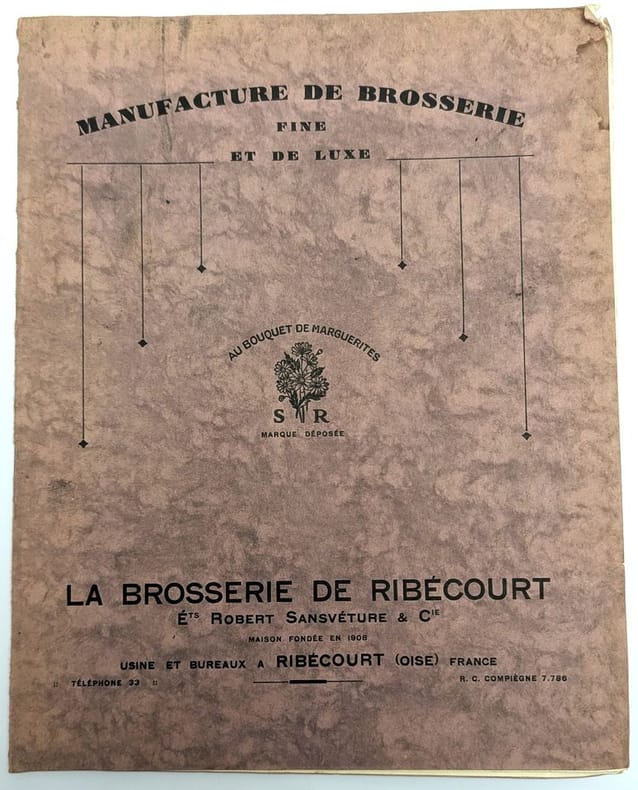 MANUFACTURE DE BROSSERIE
FINE
ET DE LUXE
AU BOUQUET DE MARGUERITES
S R
MARQUE DÉPOSÉE
LA BROSSERIE DE RIBÉCOURT
ÉTS ROBERT SANSVÉTURE & CIE
MAISON FONDÉE EN 1908
USINE ET BUREAUX A RIBÉCOURT (OISE) FRANCE
:: TÉLÉPHONE 33 :: R. C. COMPIÈGNE 7.786